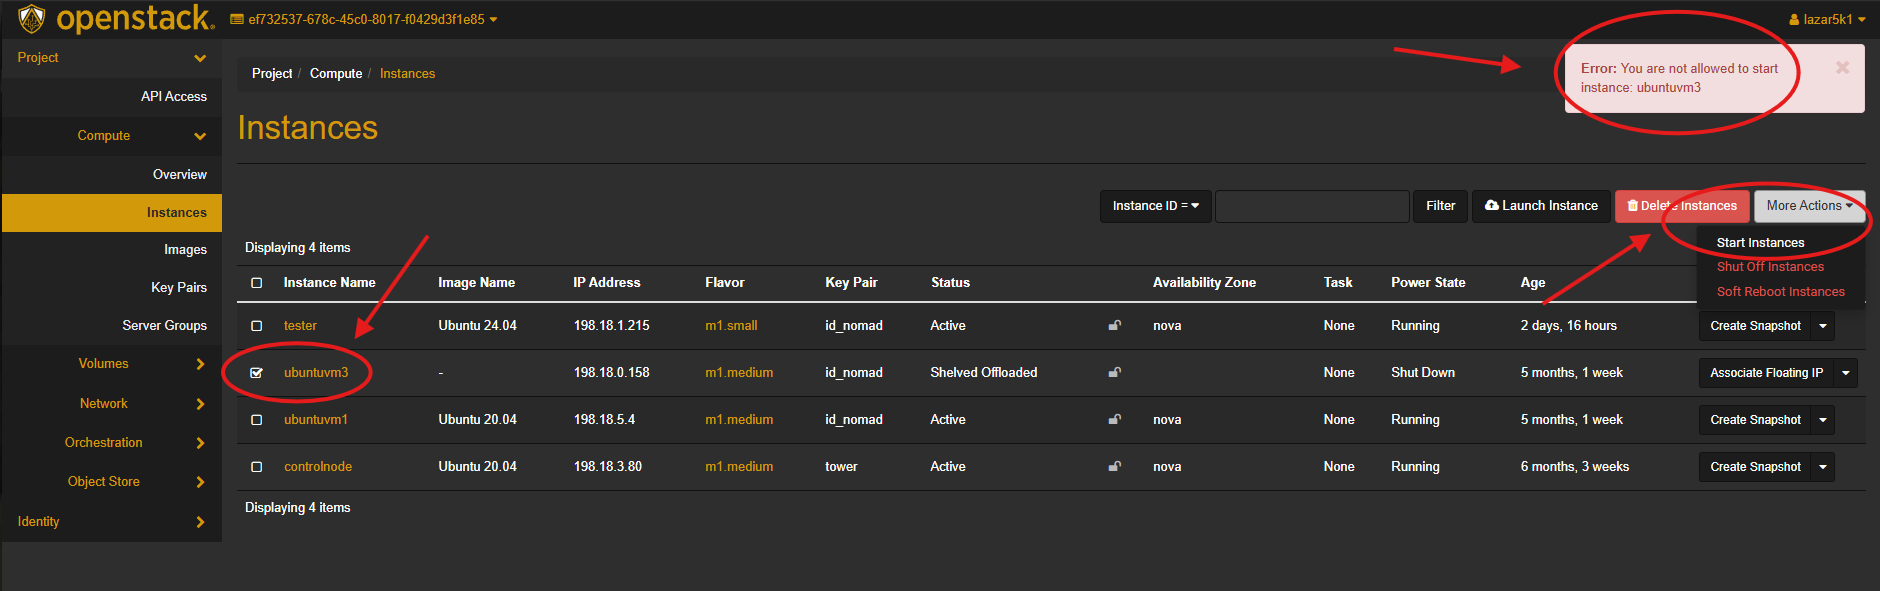 openstack. ef732537-678c-45c0-8017-f0429d3f1e85 lazar5k1
Project
API Access
Compute
Overview
Instances
Images
Key Pairs
Server Groups
Volumes
Network
Orchestration
Object Store
Identity
Project / Compute / Instances
Error: You are not allowed to start
instance: ubuntuvm3
Instances
Instance ID = Filter Launch Instance Delete Instances More Actions
Start Instances
Shut Off Instances
Soft Reboot Instances
Displaying 4 items
Instance Name Image Name IP Address Flavor Key Pair Status Availability Zone Task Power State Age
tester Ubuntu 24.04 198.18.1.215 m1.small id_nomad Active nova None Running 2 days, 16 hours Create Snapshot
ubuntuvm3 - 198.18.0.158 m1.medium id_nomad Shelved Offloaded None Shut Down 5 months, 1 week Associate Floating IP
ubuntuvm1 Ubuntu 20.04 198.18.5.4 m1.medium id_nomad Active nova None Running 5 months, 1 week Create Snapshot
controlnode Ubuntu 20.04 198.18.3.80 m1.medium tower Active nova None Running 6 months, 3 weeks Create Snapshot
Displaying 4 items